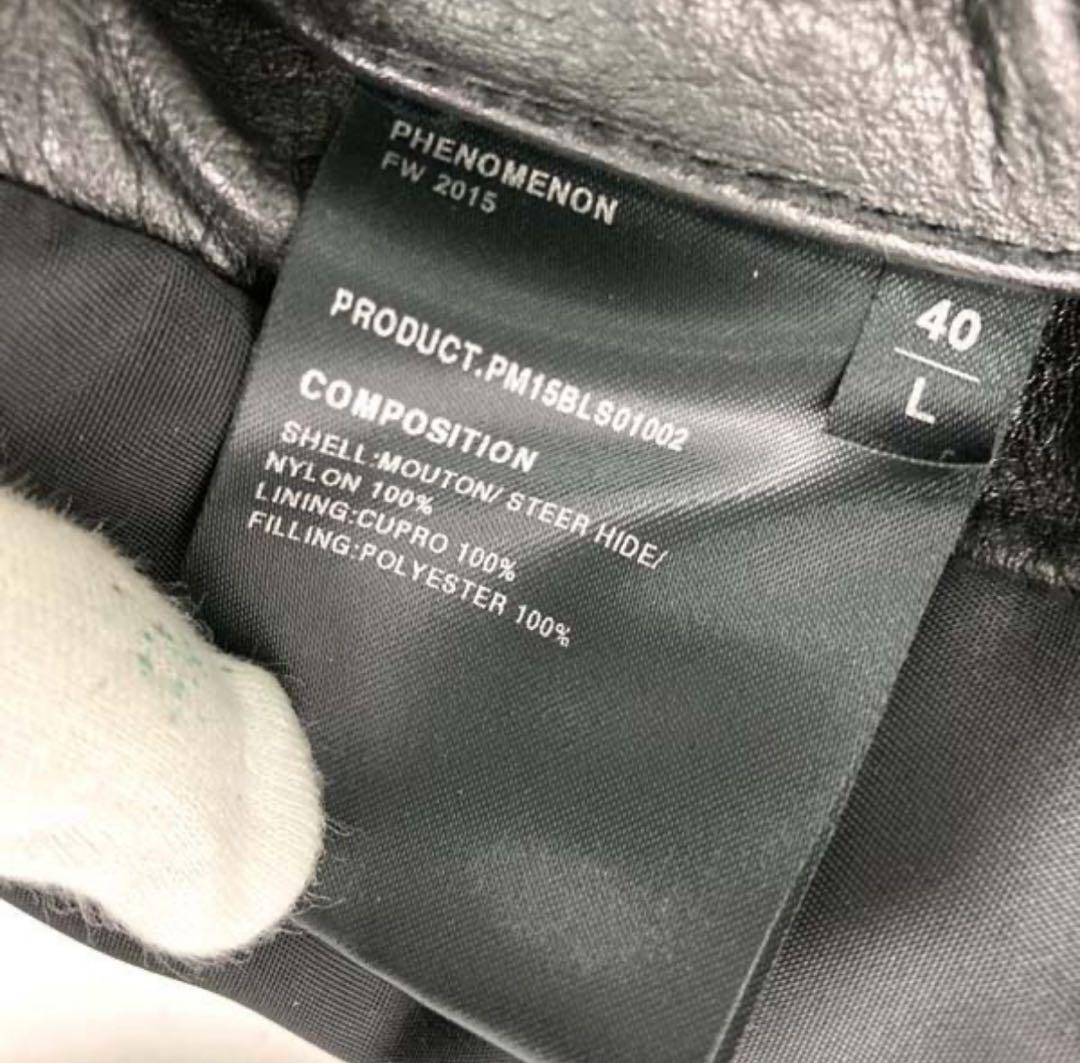 PHENOMENON
FW 2015
40
L
PRODUCT.PM15BLS01002
COMPOSITION
SHELL:MOUTON/ STEER HIDE/
NYLON 100%
LINING:CUPRO 100%
FILLING:POLYESTER 100%